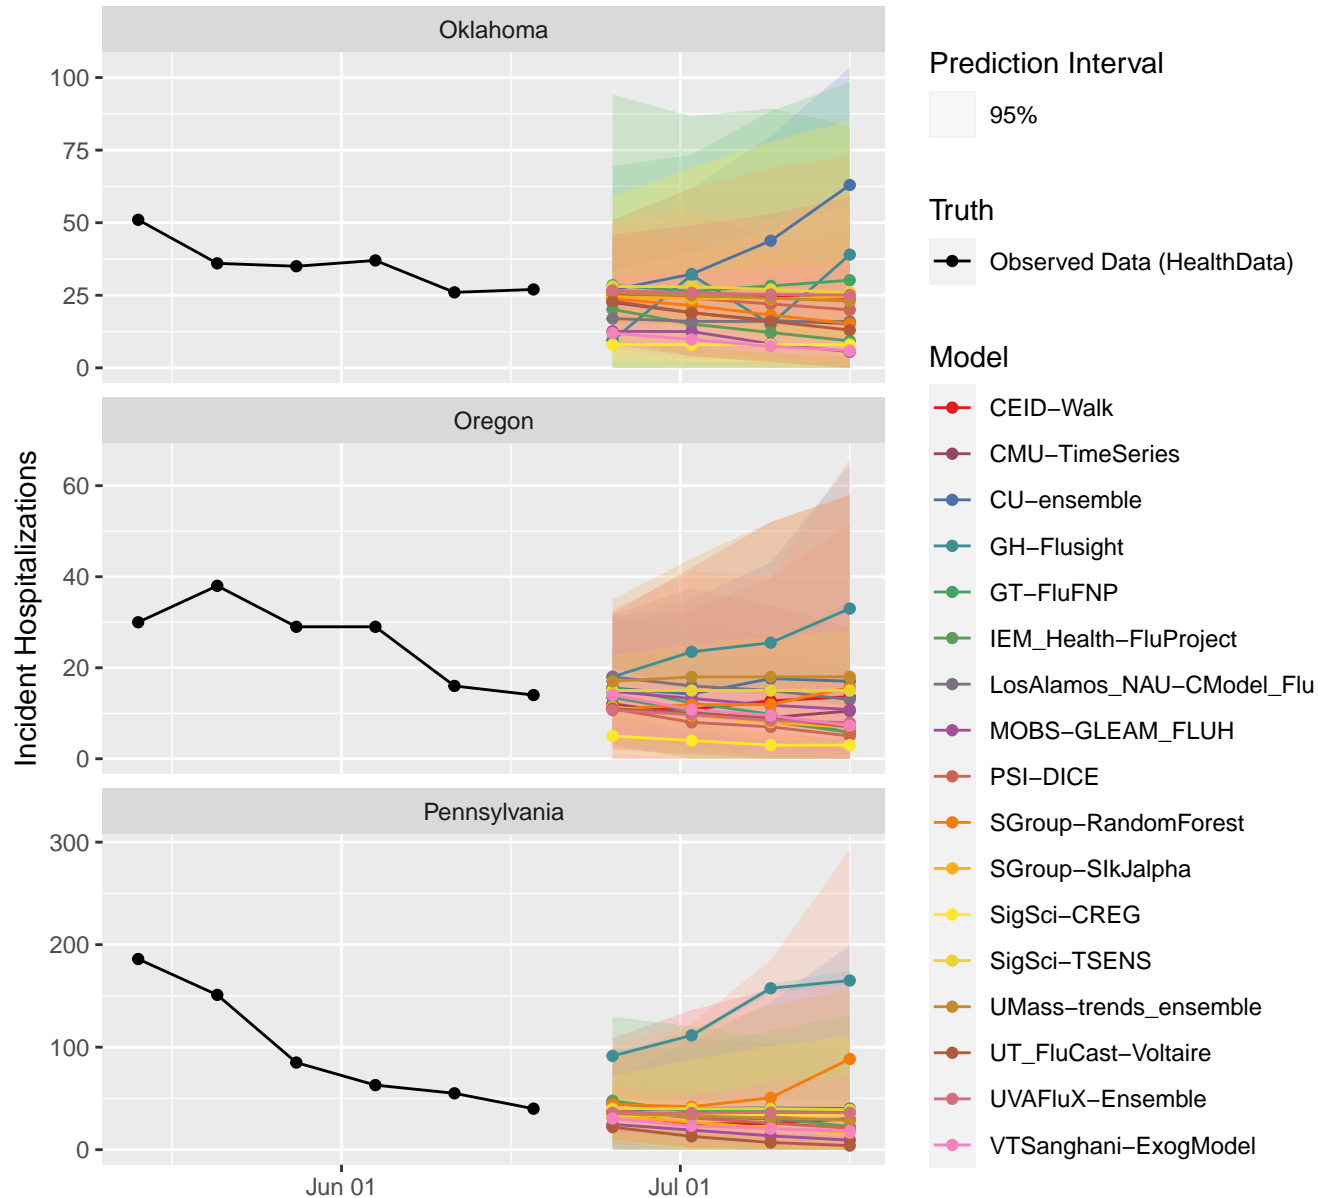 Oklahoma
100
75
50
25
0
Oregon
60
40
20
0
Pennsylvania
300
200
100
0
Jun 01
Jul 01
Incident Hospitalizations
Prediction Interval
95%
Truth
Observed Data (HealthData)
Model
CEID−Walk
CMU−TimeSeries
CU−ensemble
GH−Flusight
GT−FluFNP
IEM_Health−FluProject
LosAlamos_NAU−CModel_Flu
MOBS−GLEAM_FLUH
PSI−DICE
SGroup−RandomForest
SGroup−SIkJalpha
SigSci−CREG
SigSci−TSENS
UMass−trends_ensemble
UT_FluCast−Voltaire
UVAFluX−Ensemble
VTSanghani−ExogModel